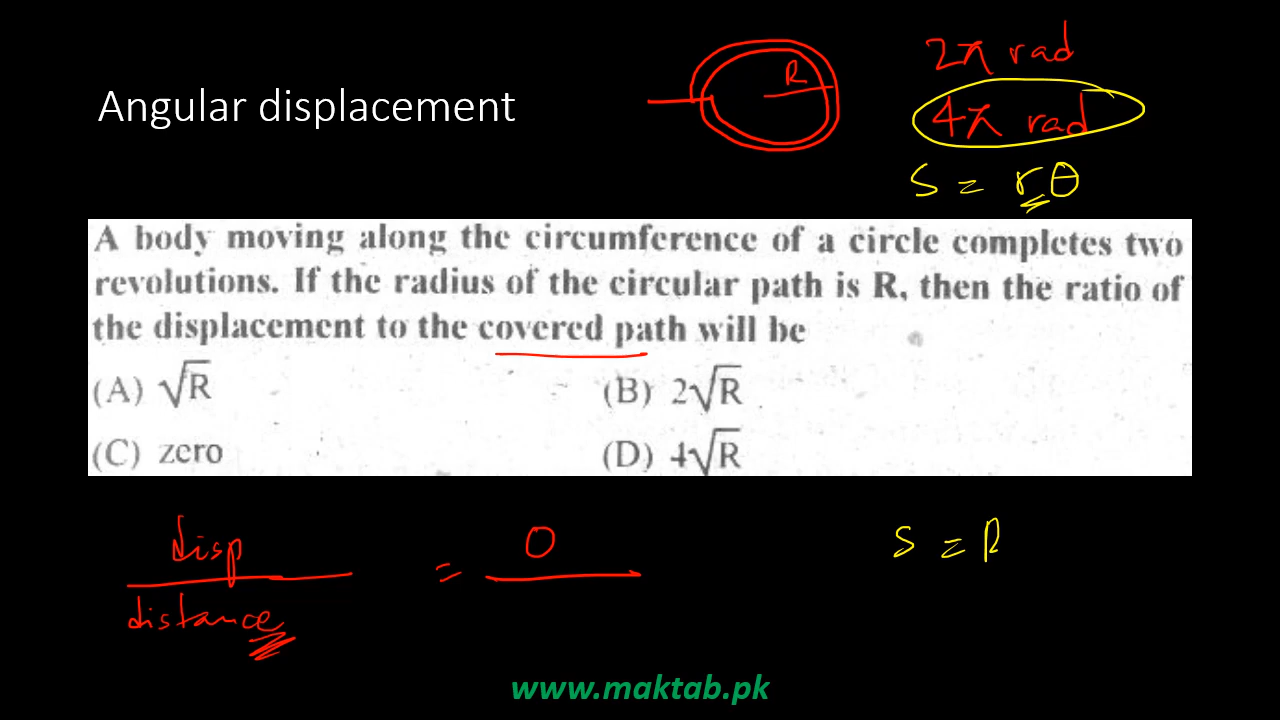 Angular displacement
R
2π rad
4π rad
S = rθ
A body moving along the circumference of a circle completes two
revolutions. If the radius of the circular path is R, then the ratio of
the displacement to the covered path will be
(A) √R (B) 2√R
(C) zero (D) 4√R
disp = 0
distance
S = R
www.maktab.pk